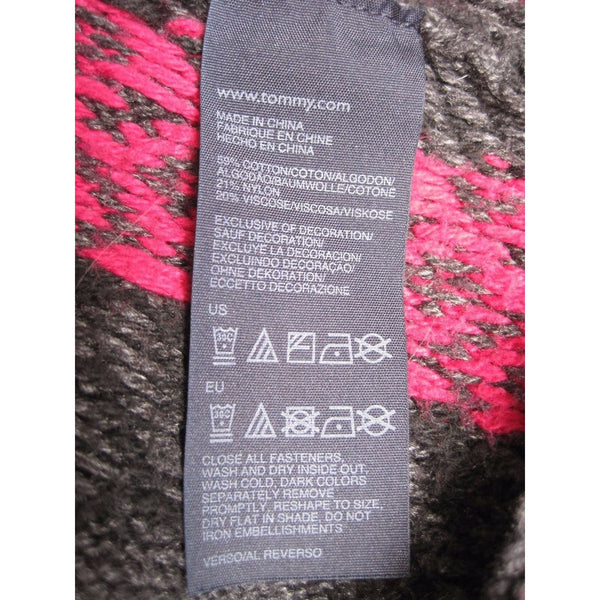 www.tommy.com
MADE IN CHINA
FABRIQUE EN CHINE
HECHO EN CHINA
59% COTTON/COTON/ALGODON/
ALGODÃO/BAUMWOLLE/COTONE
21% NYLON
20% VISCOSE/VISCOSA/VISKOSE
EXCLUSIVE OF DECORATION/
SAUF DECORATION/
EXCLUYE LA DECORACION/
EXCLUINDO DECORAÇÃO/
OHNE DEKORATION/
ECCETTO DECORAZIONE
US
30C
EU
30C
CLOSE ALL FASTENERS,
WASH AND DRY INSIDE OUT,
WASH COLD, DARK COLORS
SEPARATELY REMOVE
PROMPTLY, RESHAPE TO SIZE,
DRY FLAT IN SHADE, DO NOT
IRON EMBELLISHMENTS
VERSO/AL REVERSO